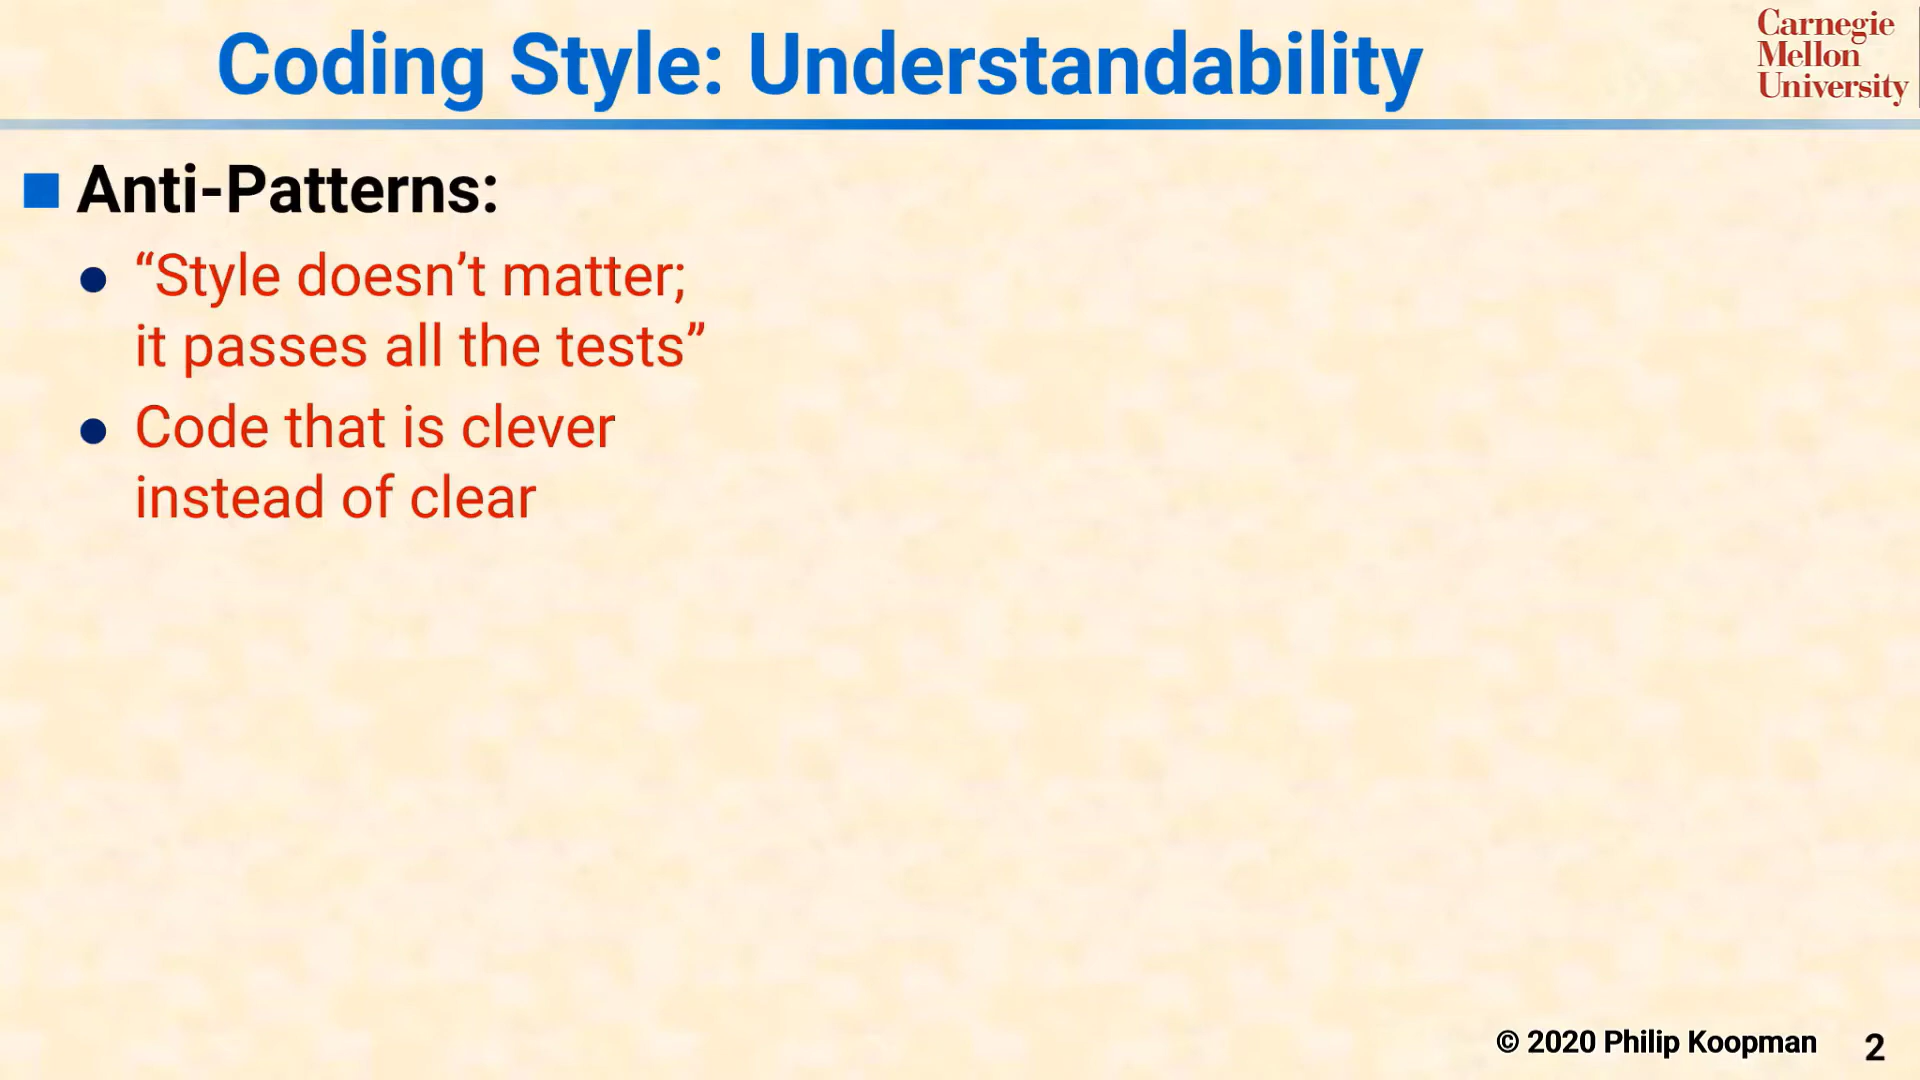 Coding Style: Understandability
Carnegie
Mellon
University
Anti-Patterns:
“Style doesn’t matter;
it passes all the tests”
Code that is clever
instead of clear
© 2020 Philip Koopman 2